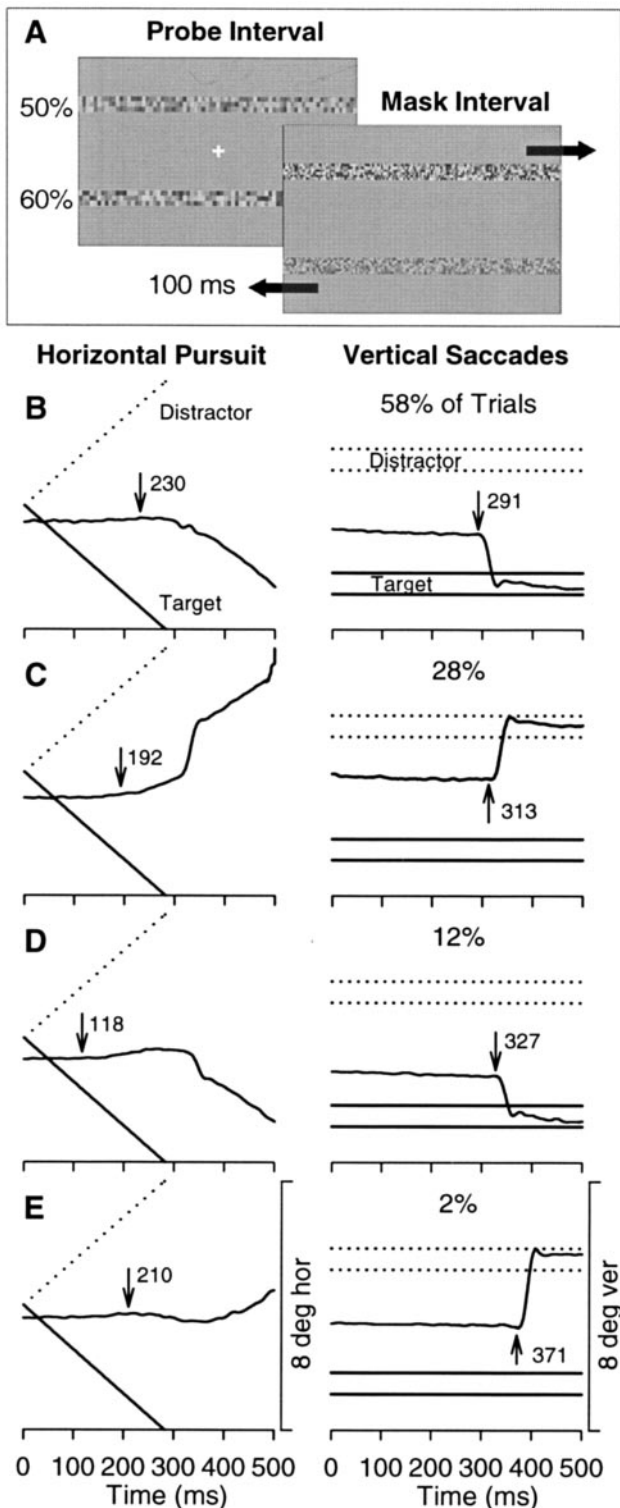 A
Probe Interval
50%
Mask Interval
60%
100 ms
Horizontal Pursuit
Vertical Saccades
B
Distractor
230
Target
58% of Trials
Distractor
291
Target
C
192
28%
313
D
118
12%
327
E
210
8 deg hor
2%
371
8 deg ver
0 100 200 300 400 500
Time (ms)
0 100 200 300 400 500
Time (ms)